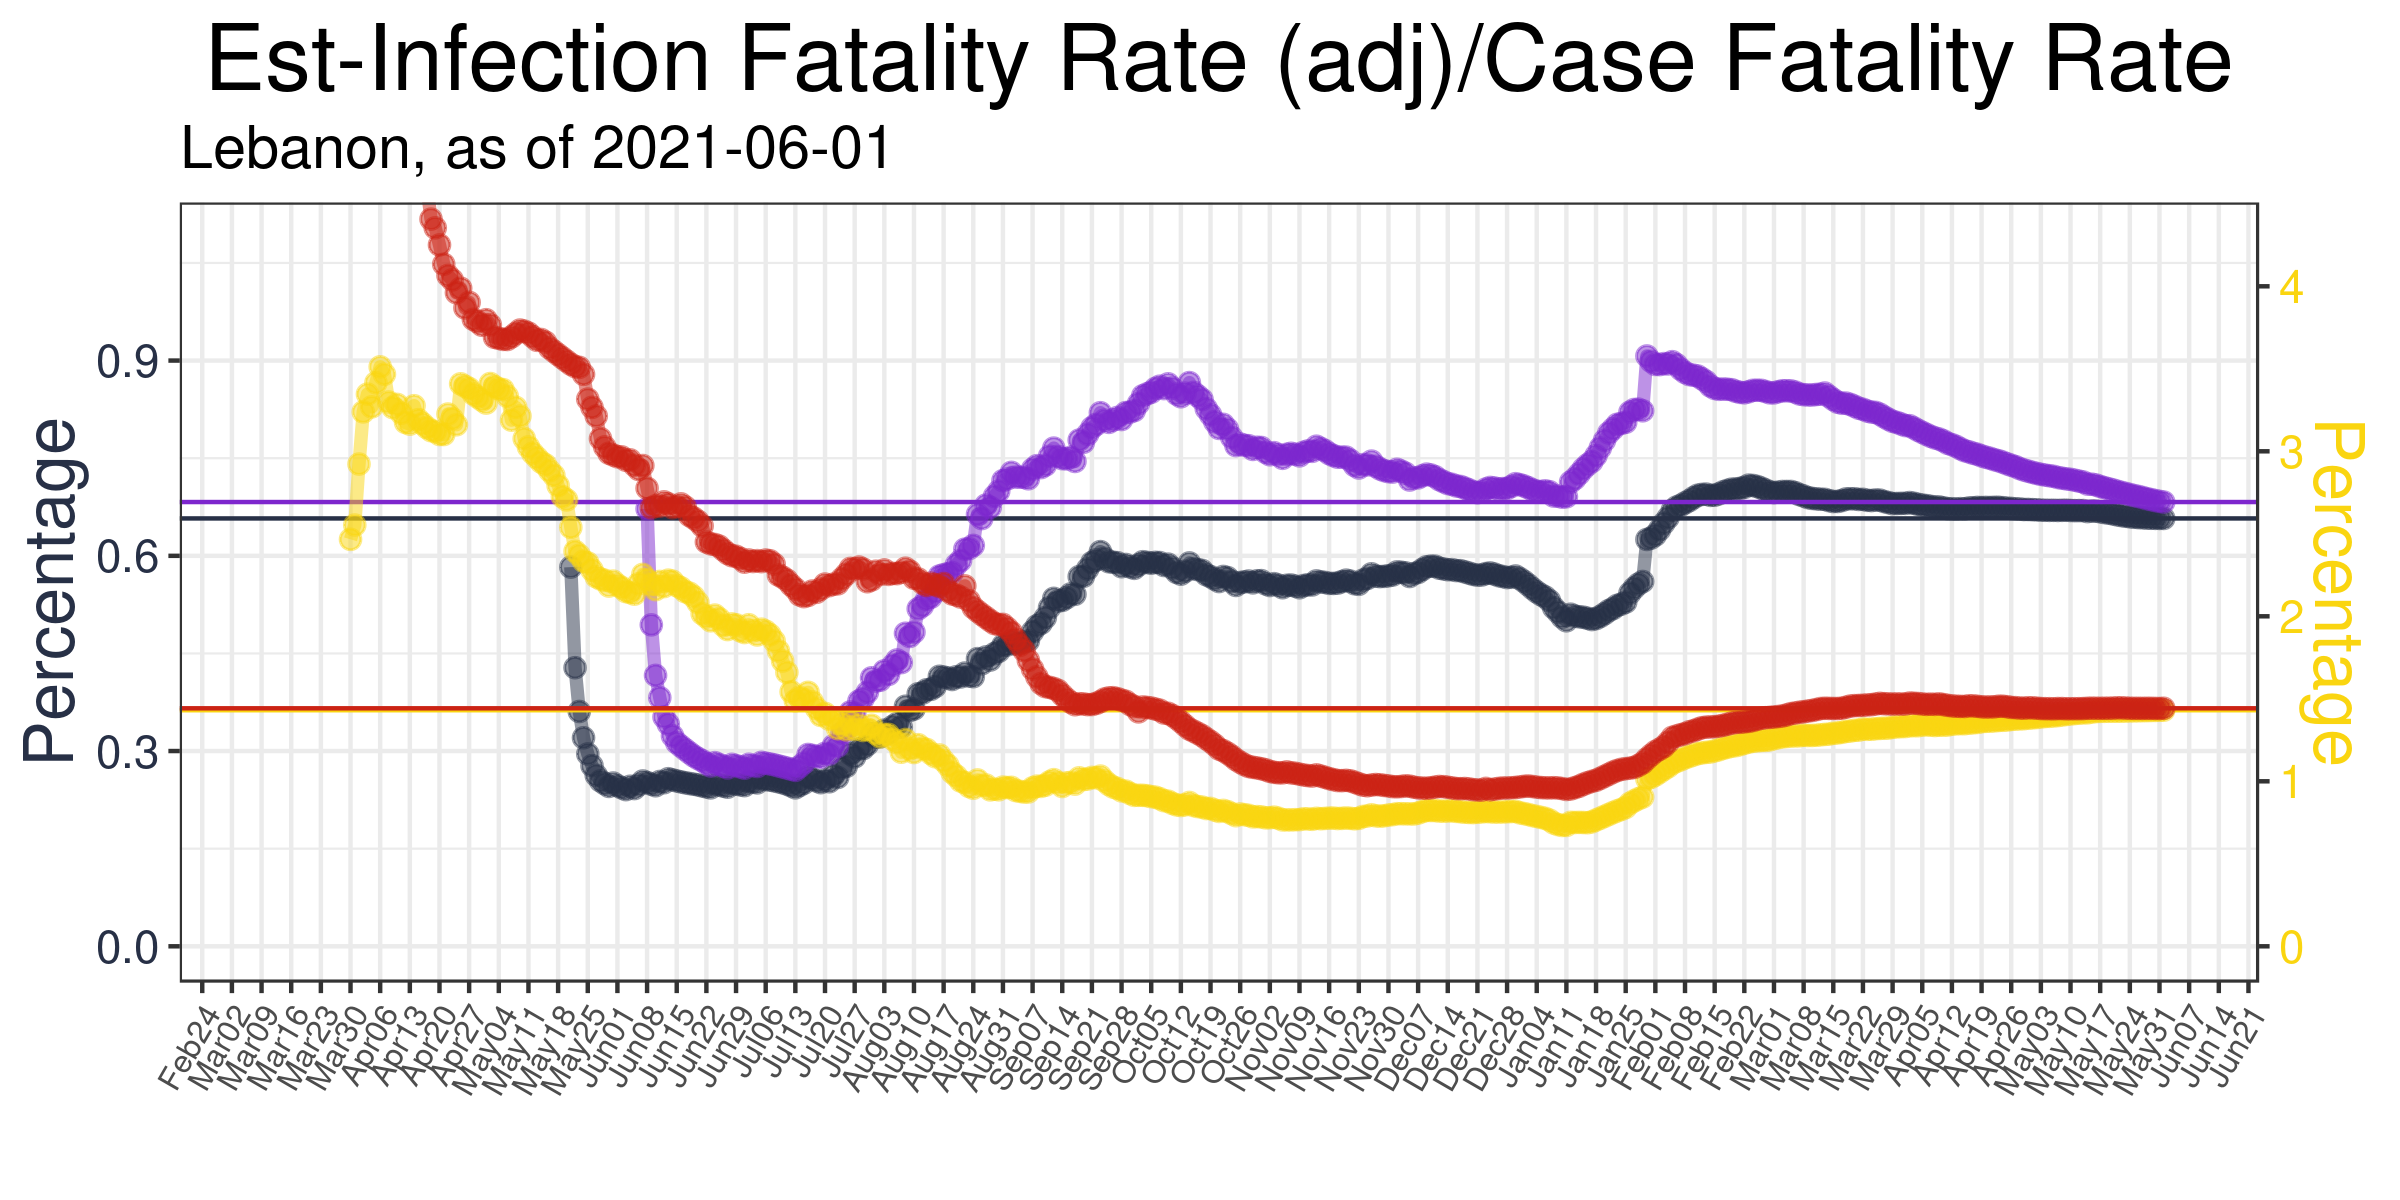 Est-Infection Fatality Rate (adj)/Case Fatality Rate
Lebanon, as of 2021-06-01
Percentage
0.9
0.6
0.3
0.0
4
3
2
1
0
Percentage
Feb24
Mar02
Mar09
Mar16
Mar23
Mar30
Apr06
Apr13
Apr20
Apr27
May04
May11
May18
May25
Jun01
Jun08
Jun15
Jun22
Jun29
Jul06
Jul13
Jul20
Jul27
Aug03
Aug10
Aug17
Aug24
Aug31
Sep07
Sep14
Sep21
Sep28
Oct05
Oct12
Oct19
Oct26
Nov02
Nov09
Nov16
Nov23
Nov30
Dec07
Dec14
Dec21
Dec28
Jan04
Jan11
Jan18
Jan25
Feb01
Feb08
Feb15
Feb22
Mar01
Mar08
Mar15
Mar22
Mar29
Apr05
Apr12
Apr19
Apr26
May03
May10
May17
May24
May31
Jun07
Jun14
Jun21